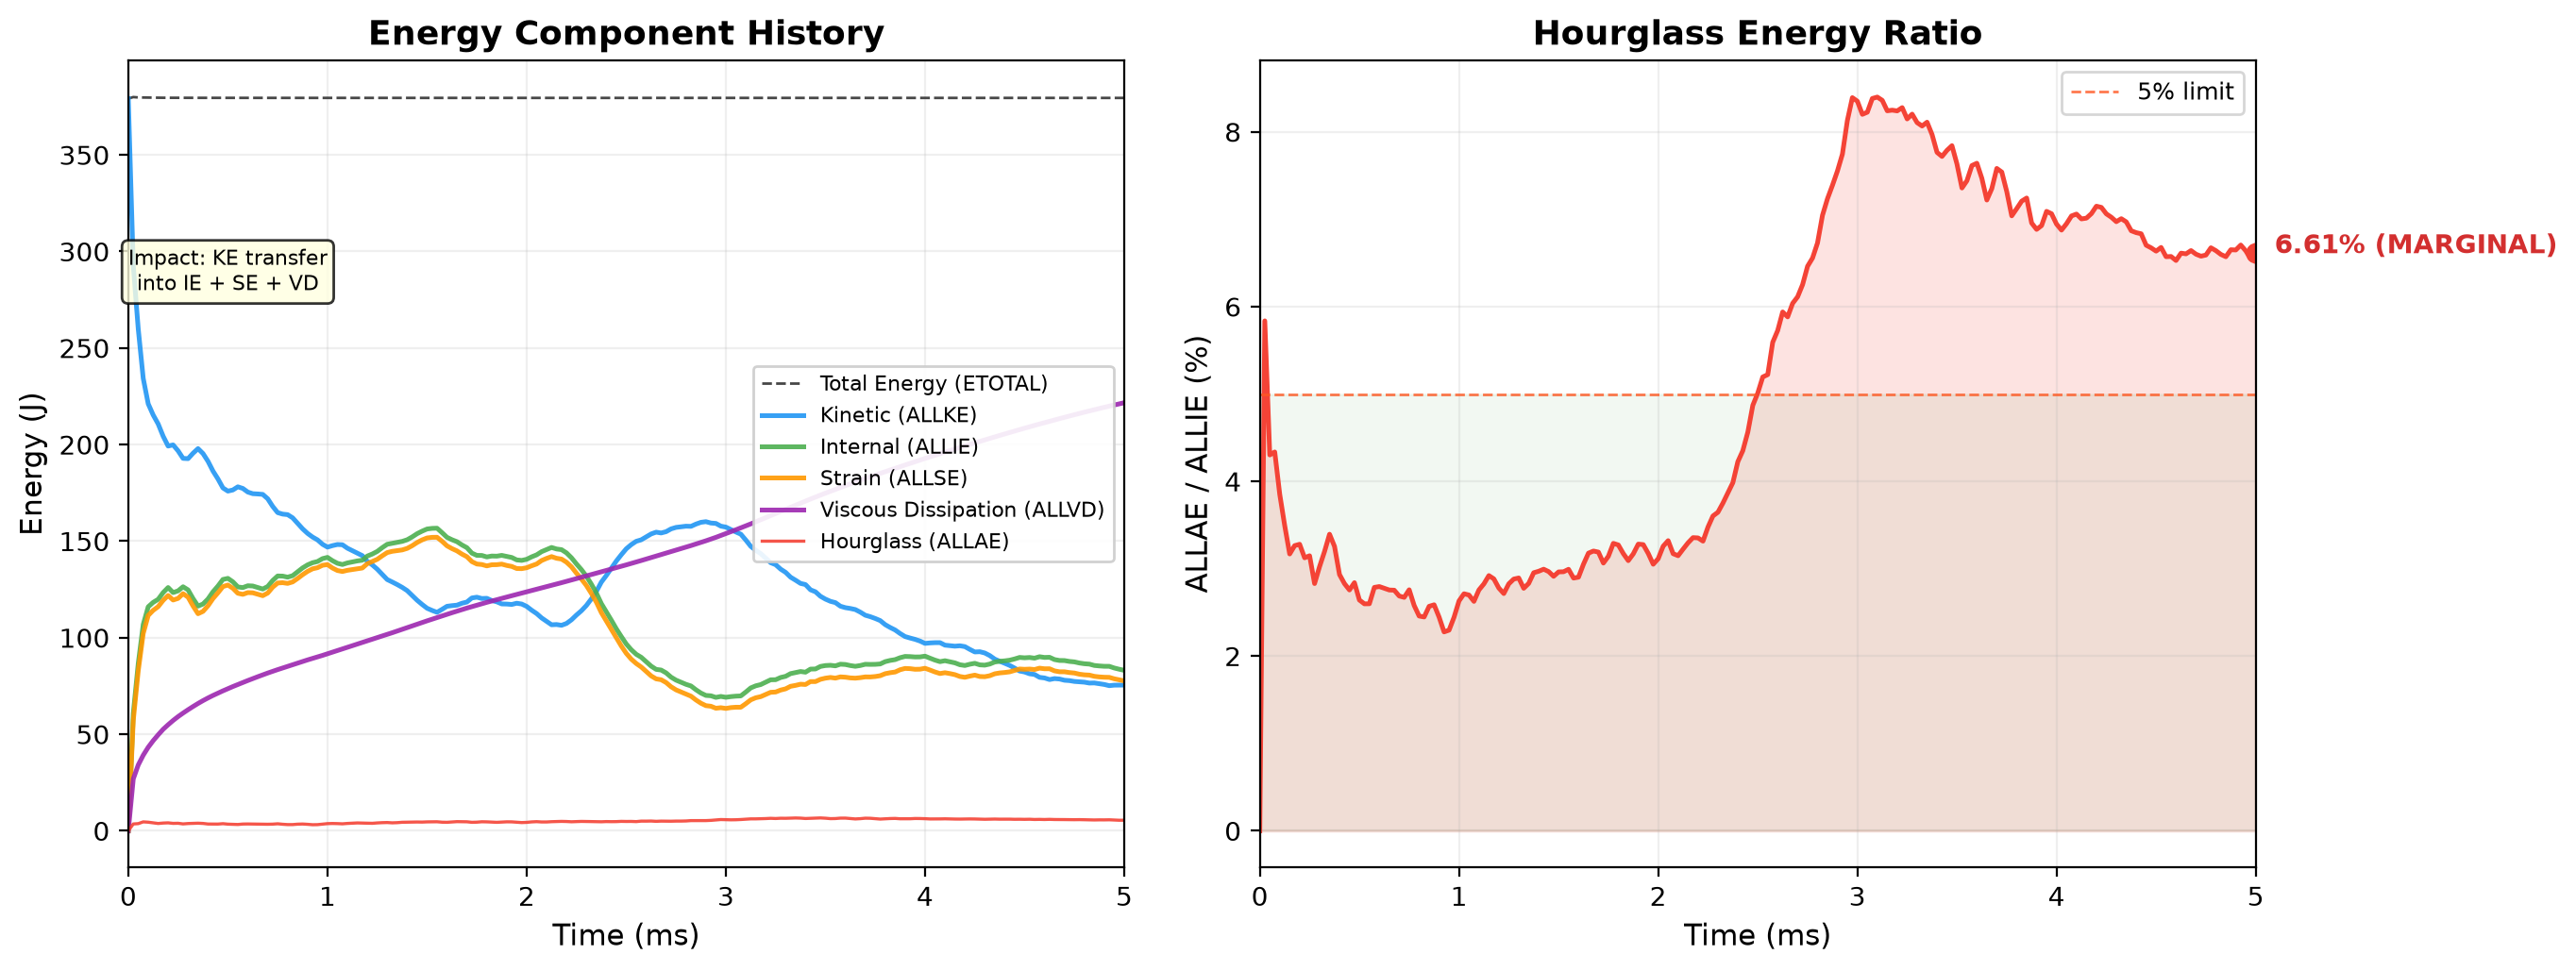 Energy Component History
Energy (J)
350
300
250
200
150
100
50
0
Impact: KE transfer
into IE + SE + VD
Total Energy (ETOTAL)
Kinetic (ALLKE)
Internal (ALLIE)
Strain (ALLSE)
Viscous Dissipation (ALLVD)
Hourglass (ALLAE)
0 1 2 3 4 5
Time (ms)
Hourglass Energy Ratio
ALLAE / ALLIE (%)
8
6
4
2
0
5% limit
6.61% (MARGINAL)
0 1 2 3 4 5
Time (ms)